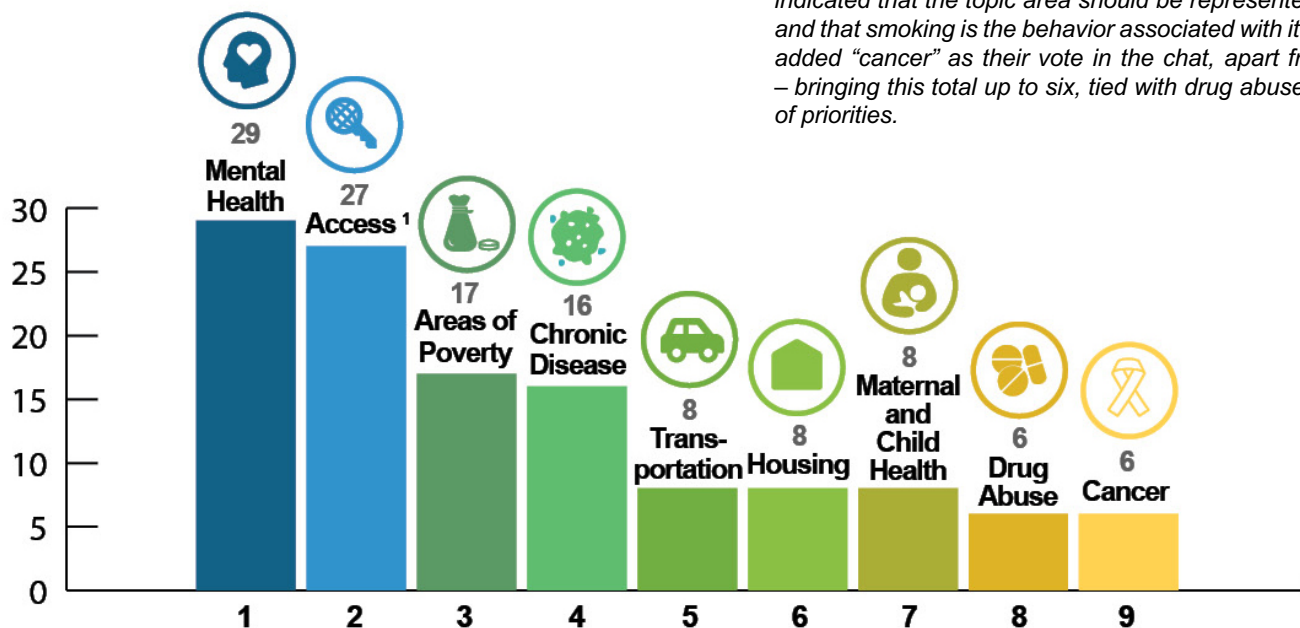 indicated that the topic area should be represente
and that smoking is the behavior associated with it
added “cancer” as their vote in the chat, apart fr
– bringing this total up to six, tied with drug abuse
of priorities.
29
Mental
Health
27
Access ¹
17
Areas of
Poverty
16
Chronic
Disease
8
Trans-
portation
8
Housing
8
Maternal
and
Child
Health
6
Drug
Abuse
6
Cancer
30
25
20
15
10
5
0
1 2 3 4 5 6 7 8 9